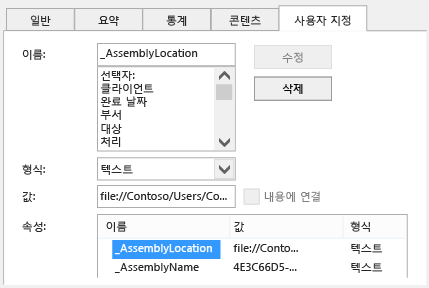 일반 요약 통계 콘텐츠 사용자 지정
이름: _AssemblyLocation 수정
선택자:
클라이언트
완료 날짜
부서
대상
처리
삭제
형식: 텍스트
값: file://Contoso/Users/Co... 내용에 연결
속성: 이름 값 형식
_AssemblyLocation file://Conto... 텍스트
_AssemblyName 4E3C66D5-... 텍스트